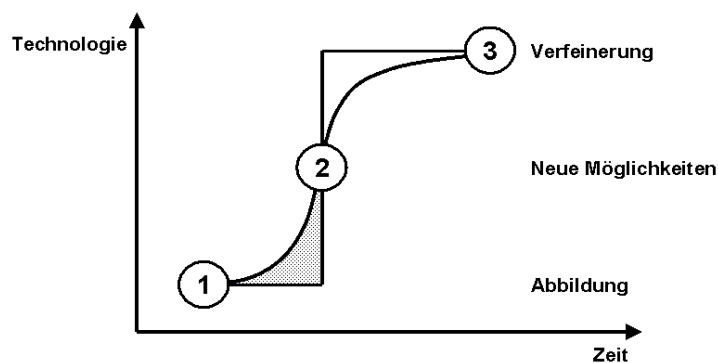 Technologie
3
Verfeinerung
2
Neue Möglichkeiten
1
Abbildung
Zeit